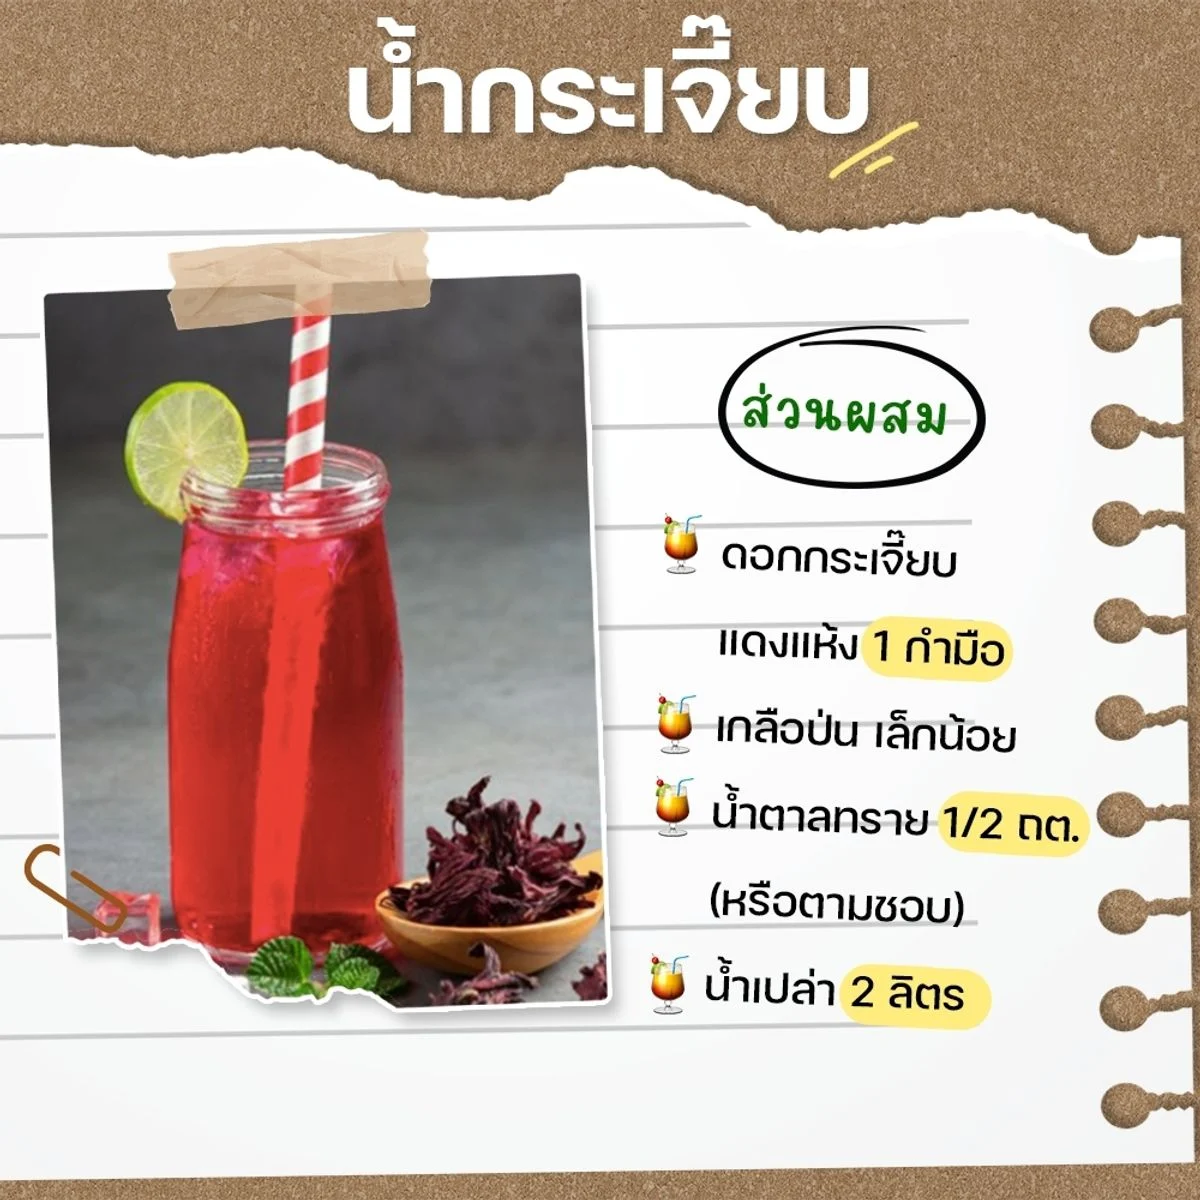 น้ำกระเจี๊ยบ
ส่วนผสม
ดอกกระเจี๊ยบ
แดงแห้ง 1 กำมือ
เกลือป่น เล็กน้อย
น้ำตาลทราย 1/2 ถต.
(หรือตามชอบ)
น้ำเปล่า 2 ลิตร